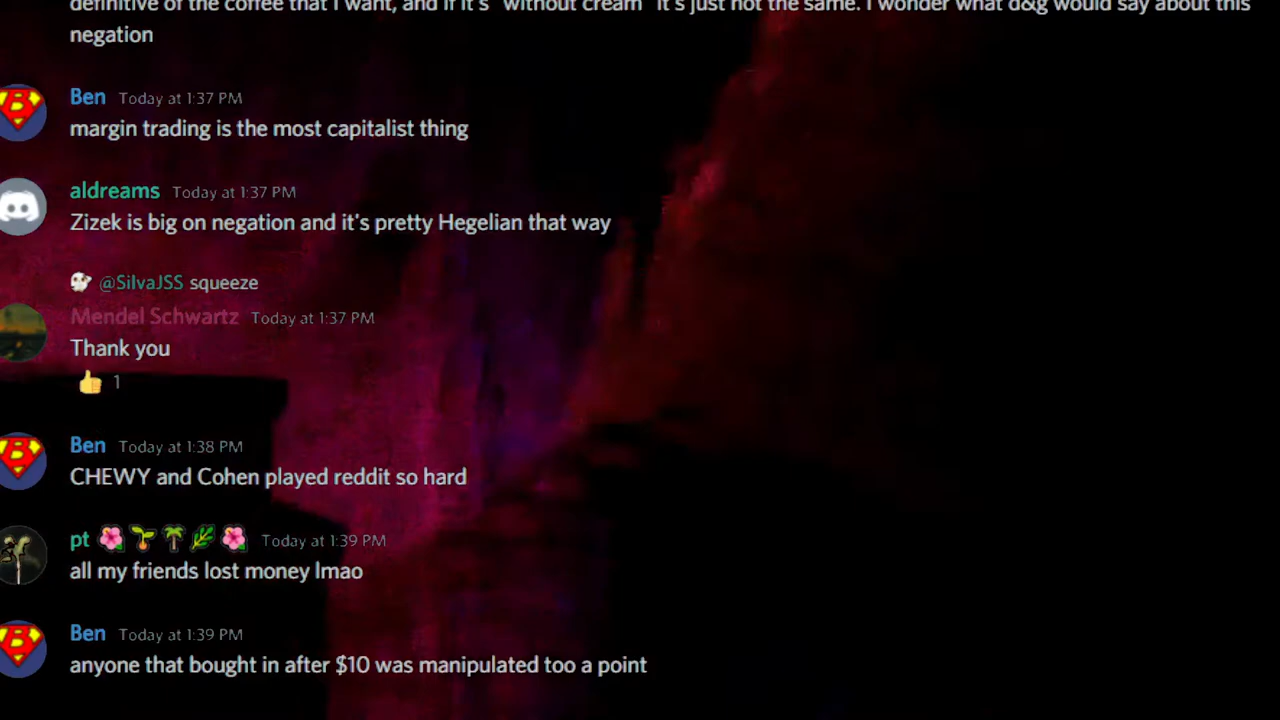 definitive of the coffee that I want, and if it's "without cream" it's just not the same. I wonder what d&g would say about this
negation
Ben Today at 1:37 PM
margin trading is the most capitalist thing
aldreams Today at 1:37 PM
Zizek is big on negation and it's pretty Hegelian that way
@SilvaJSS squeeze
Mendel Schwartz Today at 1:37 PM
Thank you
👍 1
Ben Today at 1:38 PM
CHEWY and Cohen played reddit so hard
pt 🌺🌱🌴🌿🌺 Today at 1:39 PM
all my friends lost money lmao
Ben Today at 1:39 PM
anyone that bought in after $10 was manipulated too a point